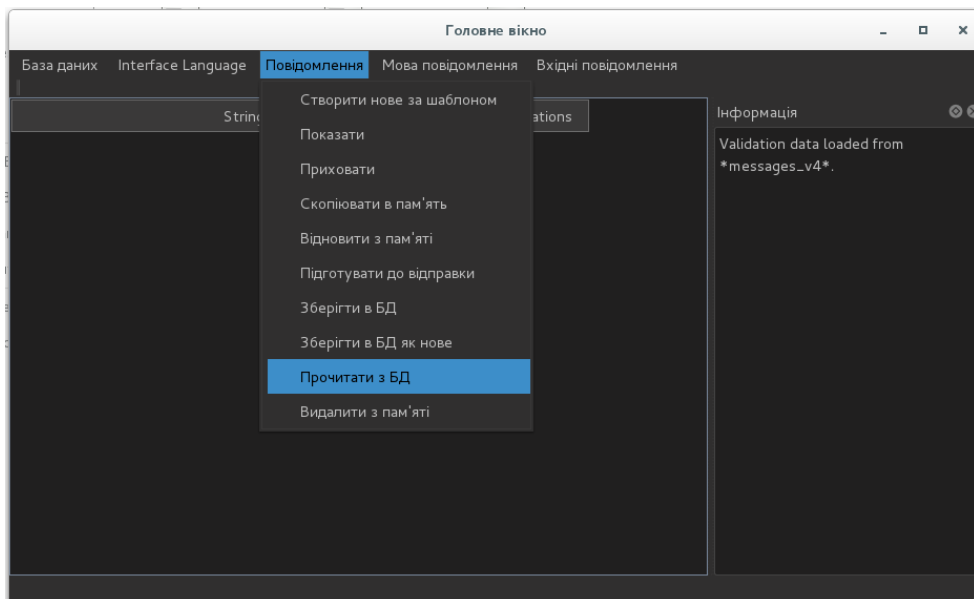 Головне вікно
База даних Interface Language Повідомлення Мова повідомлення Вхідні повідомлення
Створити нове за шаблоном
Показати
Приховати
Скопіювати в пам'ять
Відновити з пам'яті
Підготувати до відправки
Зберігти в БД
Зберігти в БД як нове
Прочитати з БД
Видалити з пам'яті
Інформація
Validation data loaded from
*messages_v4*.